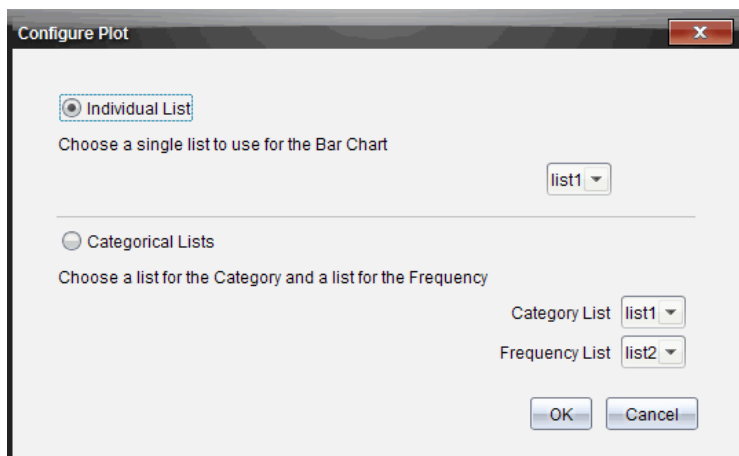 Configure Plot
x
Individual List
Choose a single list to use for the Bar Chart
list1
Categorical Lists
Choose a list for the Category and a list for the Frequency
Category List list1
Frequency List list2
OK Cancel